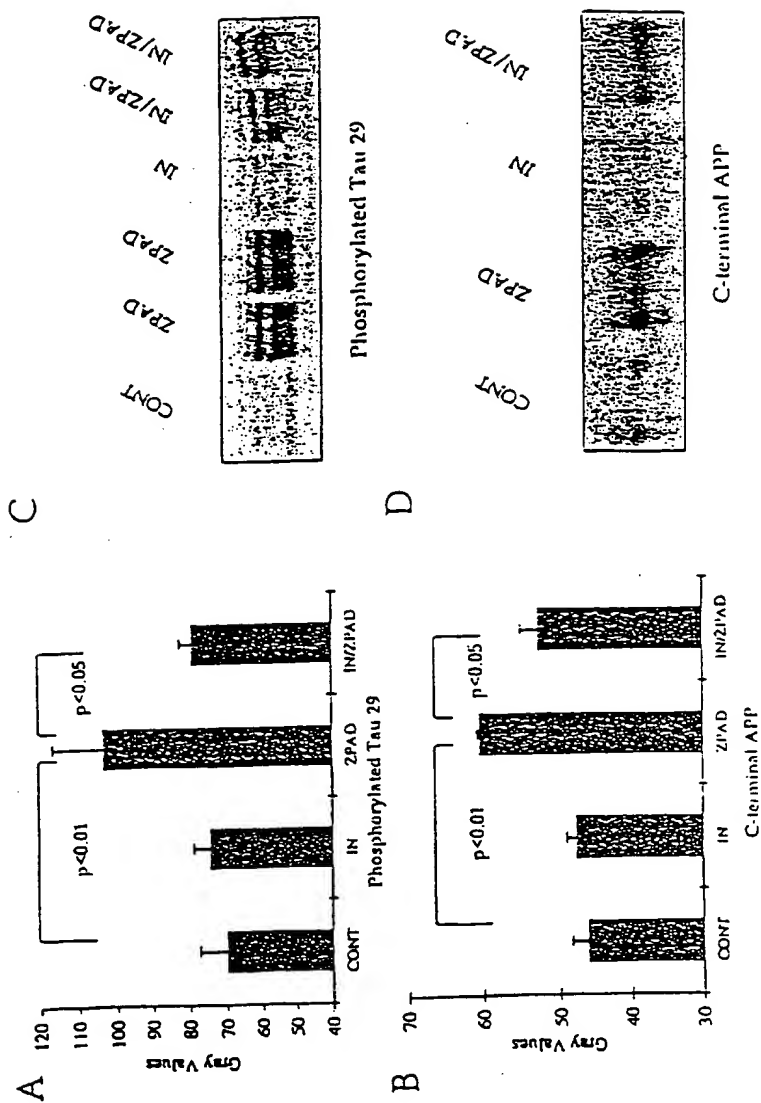 A
Gray Values
120
110
100
90
80
70
60
50
40
p<0.01
p<0.05
CONT
IN
ZPAD
IN/ZPAD
Phosphorylated Tau 29
B
Gray Values
70
60
50
40
30
p<0.01
p<0.05
CONT
IN
ZPAD
IN/ZPAD
C-terminal APP
C
CONT
ZPAD
ZPAD
IN
IN/ZPAD
IN/ZPAD
Phosphorylated Tau 29
D
CONT
ZPAD
IN
IN/ZPAD
C-terminal APP